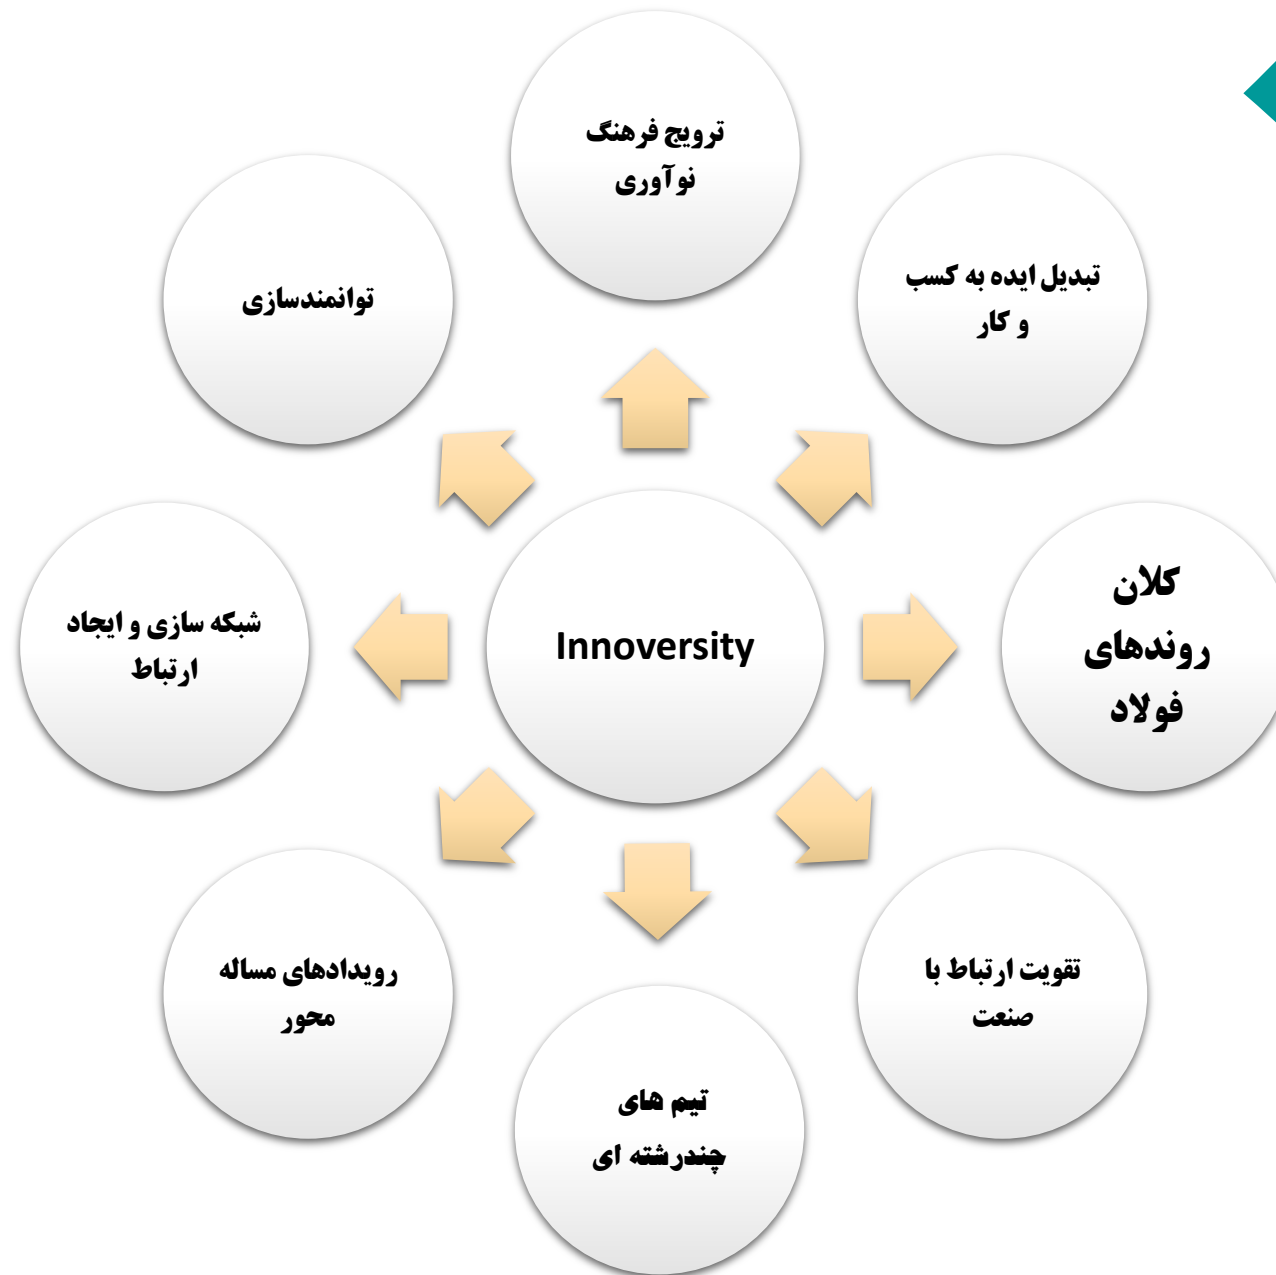 ترویج فرهنگ
نوآوری
تبدیل ایده به کسب
و کار
توانمندسازی
کلان
روندهای
فولاد
Innoversity
شبکه سازی و ایجاد
ارتباط
تقویت ارتباط با
صنعت
رویدادهای مساله
محور
تیم های
چندرشته ای